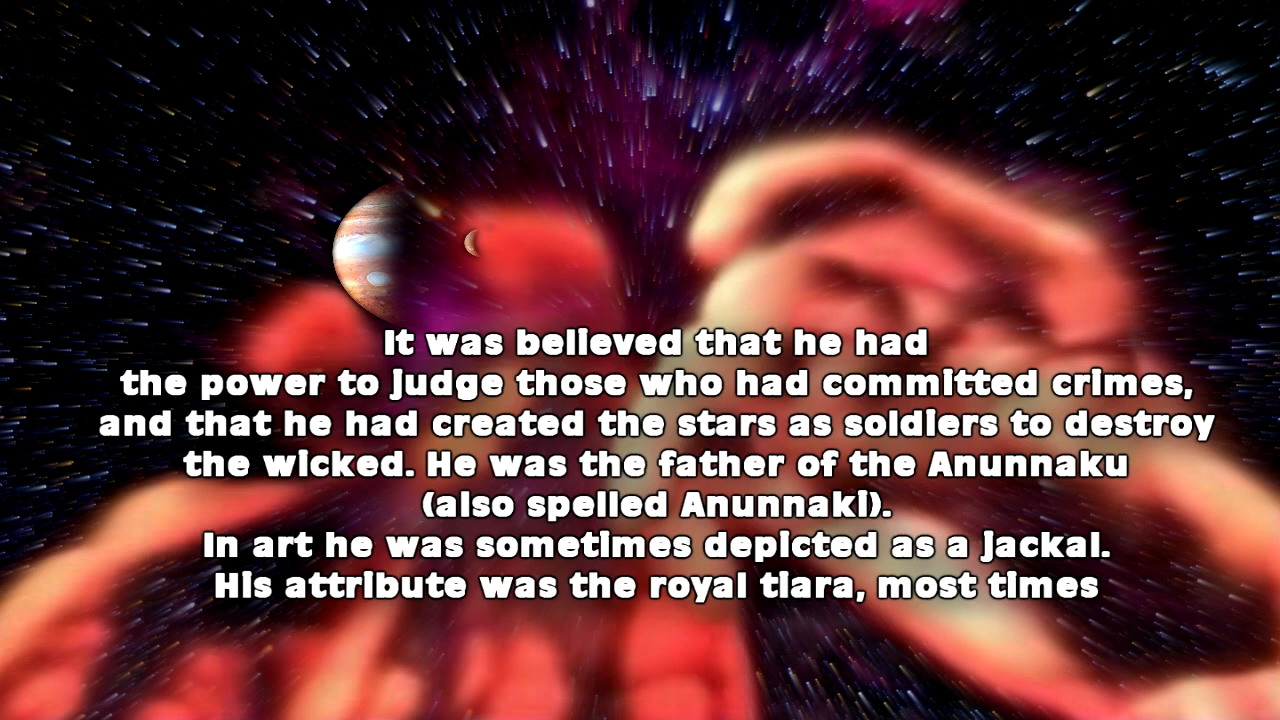 It was believed that he had
the power to judge those who had committed crimes,
and that he had created the stars as soldiers to destroy
the wicked. He was the father of the Anunnaku
(also spelled Anunnaki).
In art he was sometimes depicted as a jackal.
His attribute was the royal tiara, most times